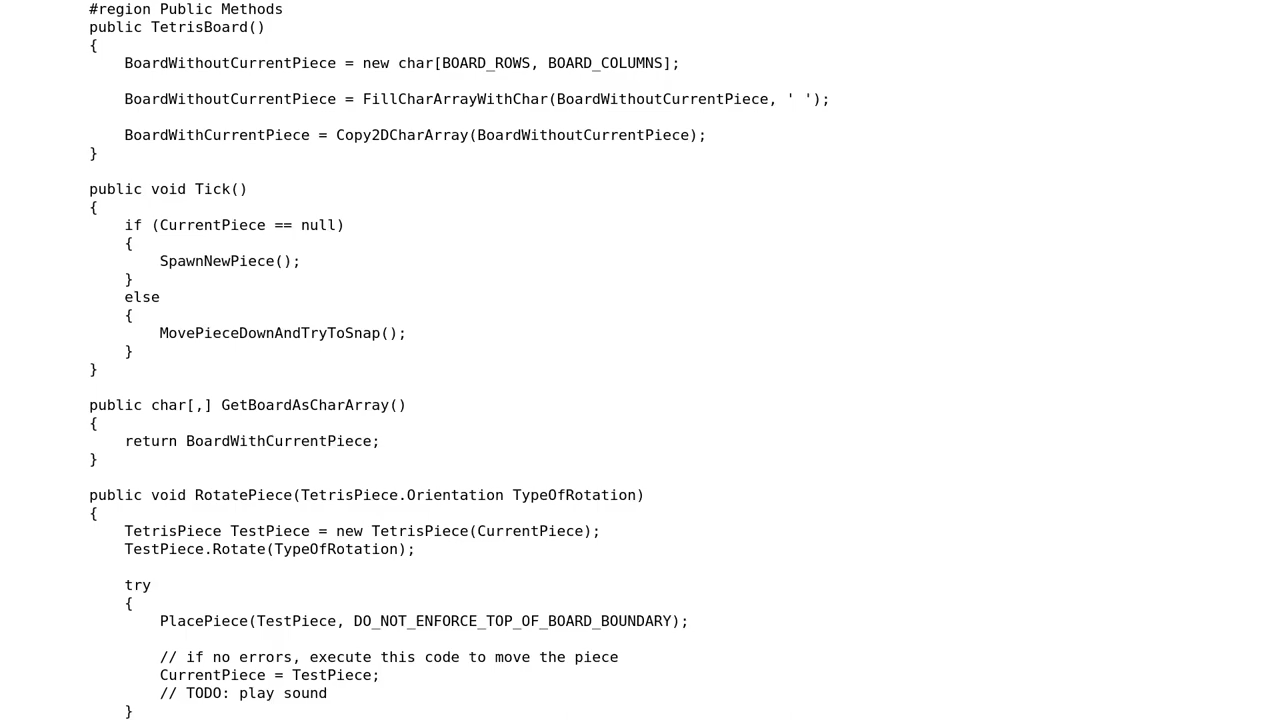 #region Public Methods
public TetrisBoard()
{
    BoardWithoutCurrentPiece = new char[BOARD_ROWS, BOARD_COLUMNS];

    BoardWithoutCurrentPiece = FillCharArrayWithChar(BoardWithoutCurrentPiece, ' ');

    BoardWithCurrentPiece = Copy2DCharArray(BoardWithoutCurrentPiece);
}

public void Tick()
{
    if (CurrentPiece == null)
    {
        SpawnNewPiece();
    }
    else
    {
        MovePieceDownAndTryToSnap();
    }
}

public char[,] GetBoardAsCharArray()
{
    return BoardWithCurrentPiece;
}

public void RotatePiece(TetrisPiece.Orientation TypeOfRotation)
{
    TetrisPiece TestPiece = new TetrisPiece(CurrentPiece);
    TestPiece.Rotate(TypeOfRotation);

    try
    {
        PlacePiece(TestPiece, DO_NOT_ENFORCE_TOP_OF_BOARD_BOUNDARY);

        // if no errors, execute this code to move the piece
        CurrentPiece = TestPiece;
        // TODO: play sound
    }